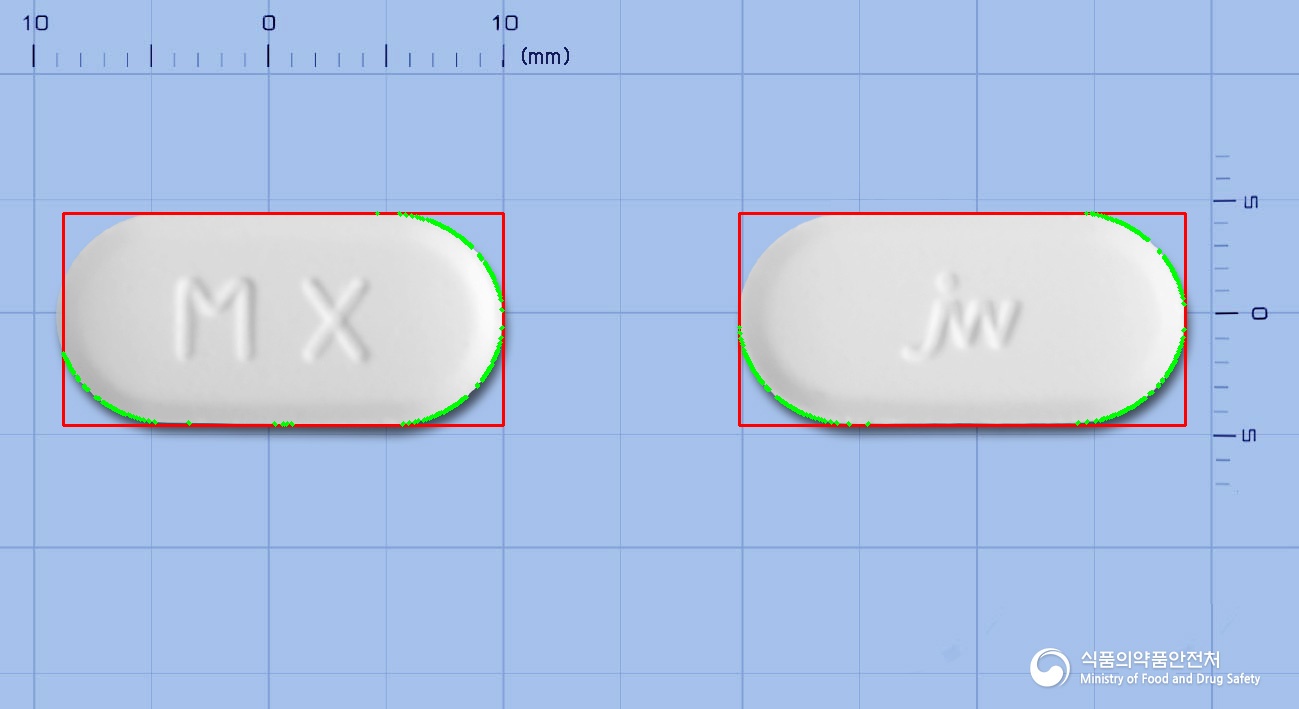 10 0 10
(mm)
5
0
5
MX
jw
식품의약품안전처
Ministry of Food and Drug Safety